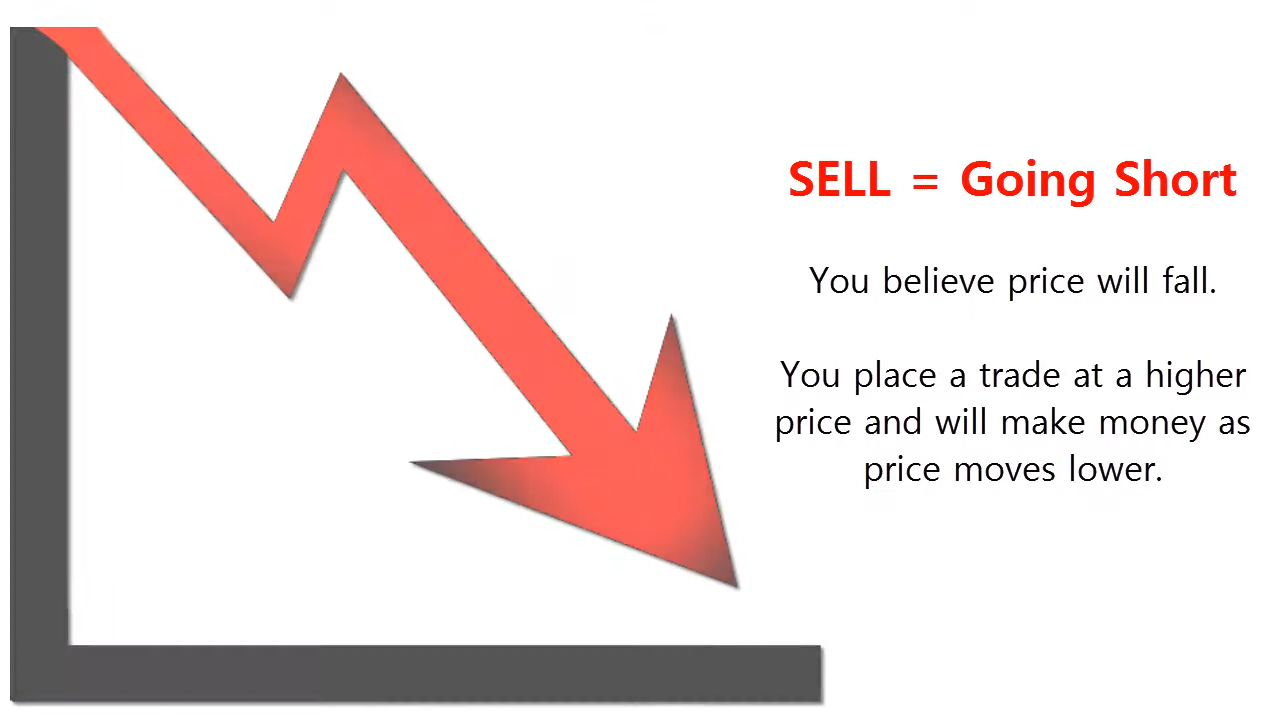 SELL = Going Short
You believe price will fall.
You place a trade at a higher
price and will make money as
price moves lower.